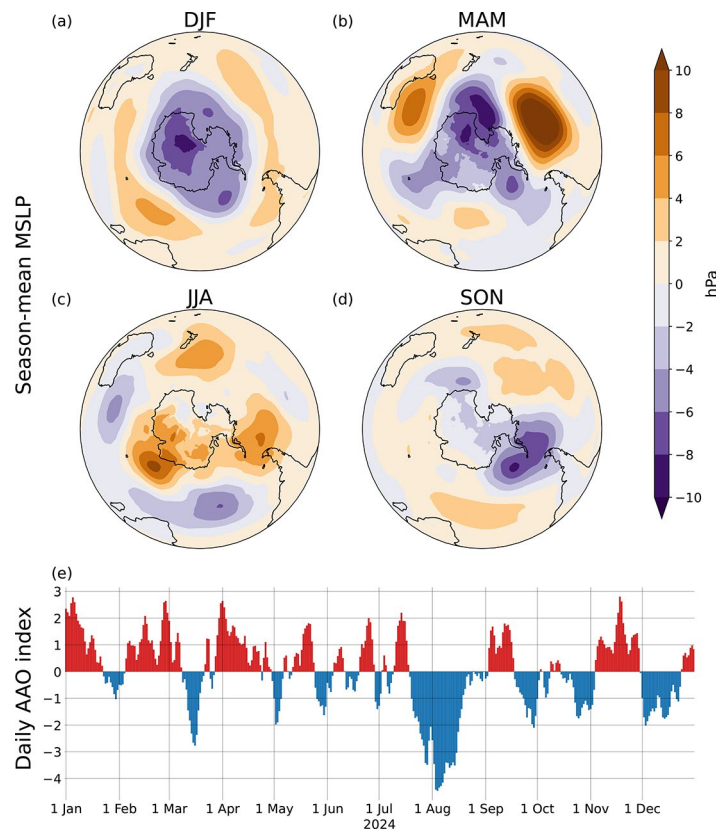 (a) DJF
(b) MAM
(c) JJA
(d) SON
Season-mean MSLP
10
8
6
4
2
0
−2
−4
−6
−8
−10
hPa
(e)
Daily AAO index
3
2
1
0
−1
−2
−3
−4
1 Jan 1 Feb 1 Mar 1 Apr 1 May 1 Jun 1 Jul 1 Aug 1 Sep 1 Oct 1 Nov 1 Dec
2024